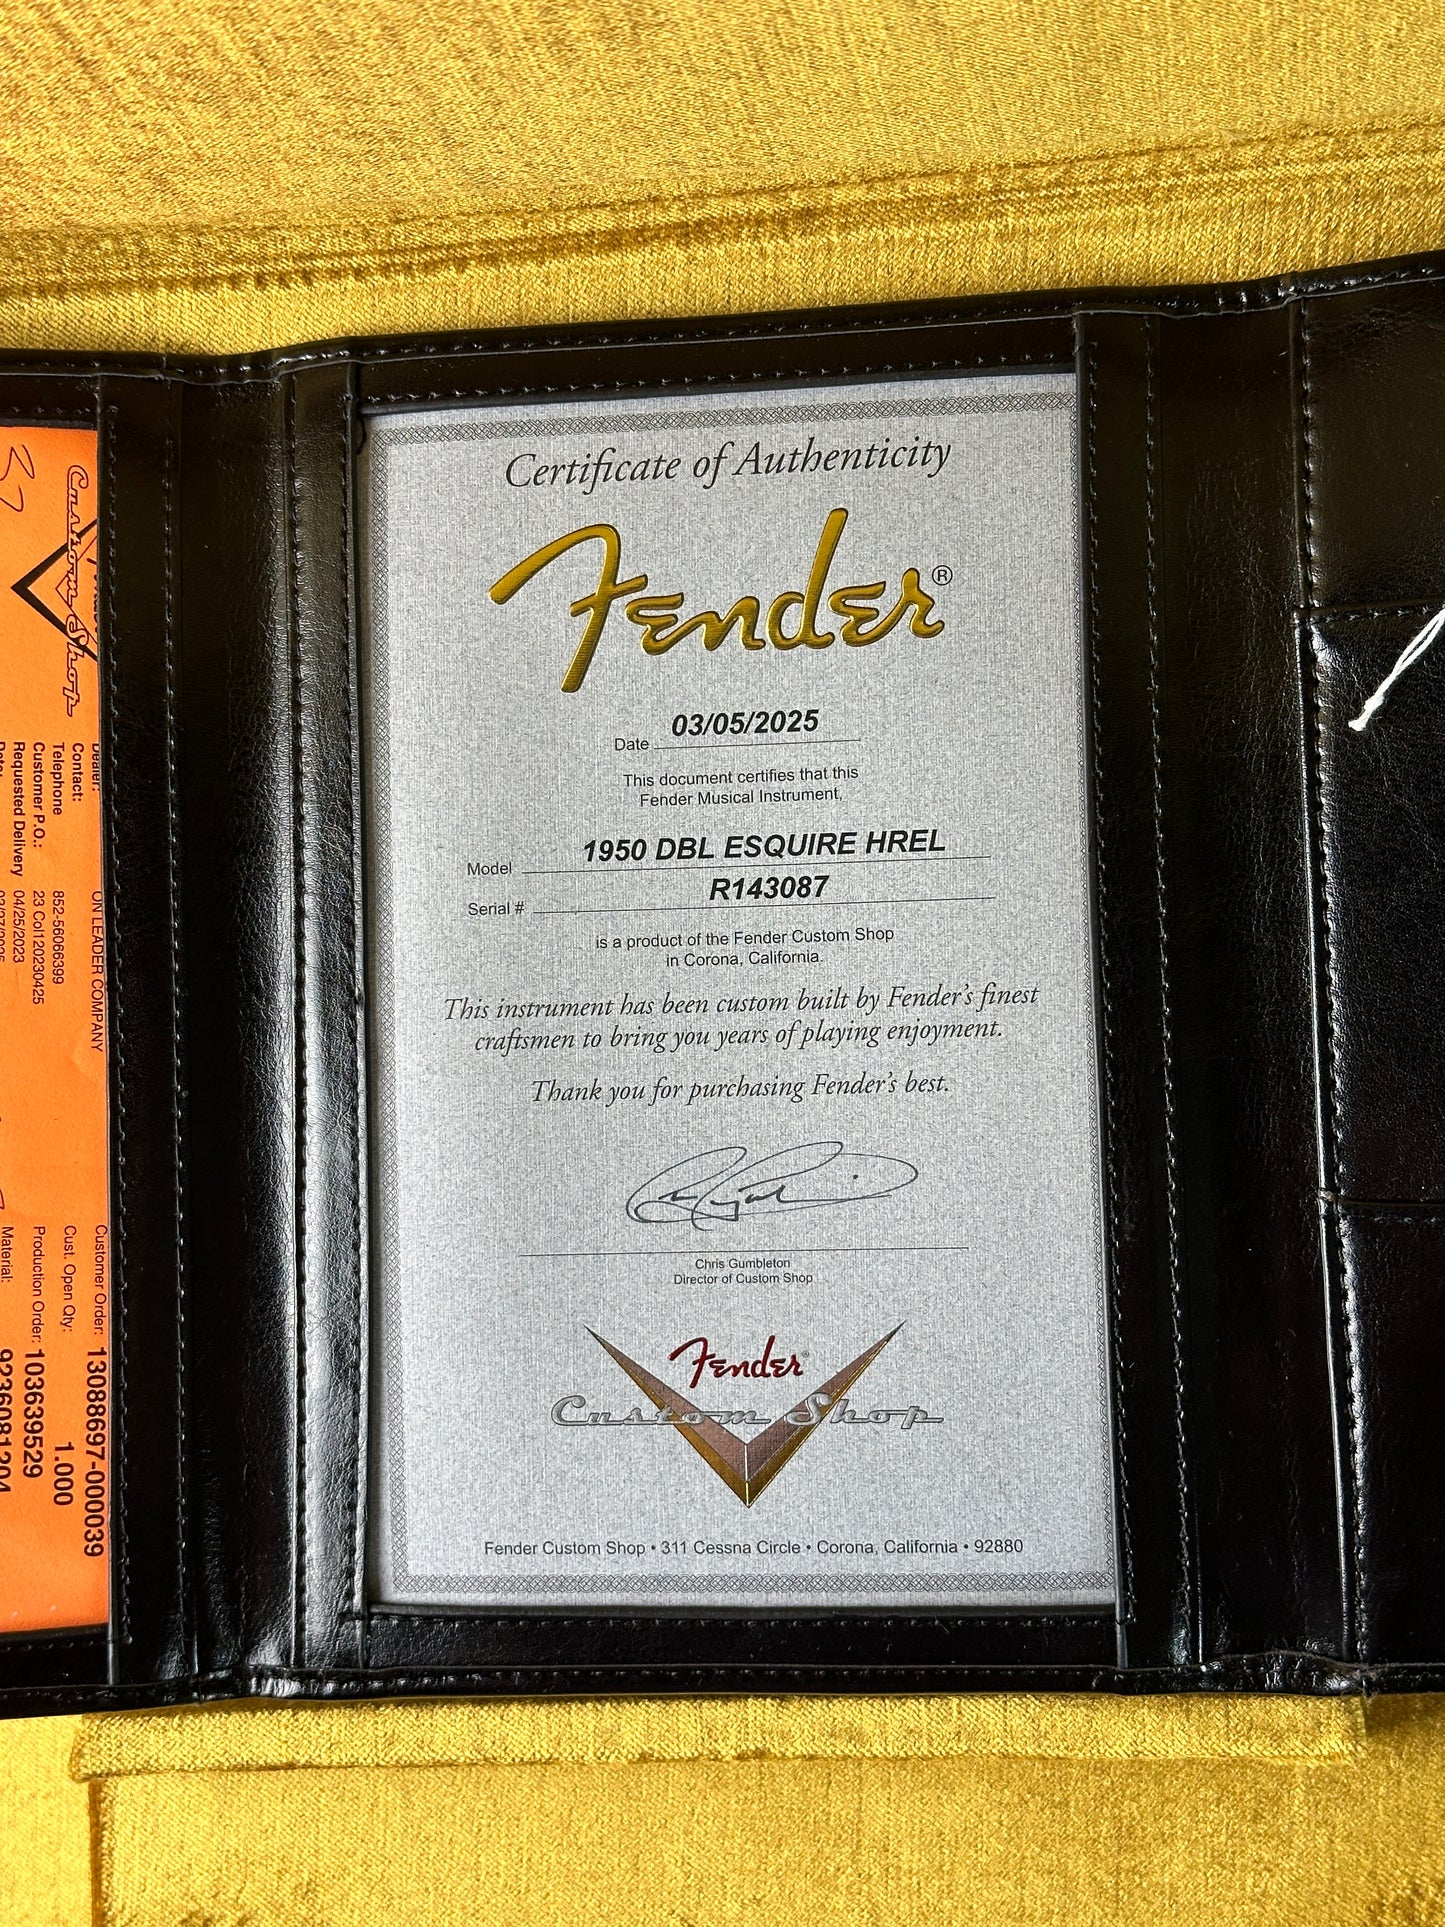 37
Custom Shop
Dealer: ON LEADER COMPANY
Contact:
Telephone 852-56066399
Customer P.O.: 23 Col120230425
Requested Delivery 04/25/2023
Customer Order: 13088697-000039
Cust. Open Qty: 1.000
Production Order: 103639529
Material: 9236081204
Certificate of Authenticity
Fender®
Date 03/05/2025
This document certifies that this
Fender Musical Instrument,
Model 1950 DBL ESQUIRE HREL
Serial # R143087
is a product of the Fender Custom Shop
in Corona, California.
This instrument has been custom built by Fender's finest
craftsmen to bring you years of playing enjoyment.
Thank you for purchasing Fender's best.
Chris Gumbleton
Director of Custom Shop
Fender
Custom Shop
Fender Custom Shop • 311 Cessna Circle • Corona, California • 92880